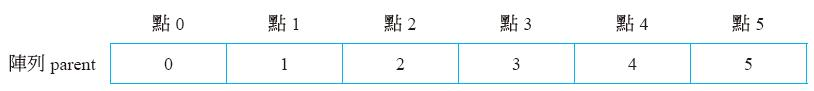 點 0 點 1 點 2 點 3 點 4 點 5
陣列 parent 0 1 2 3 4 5